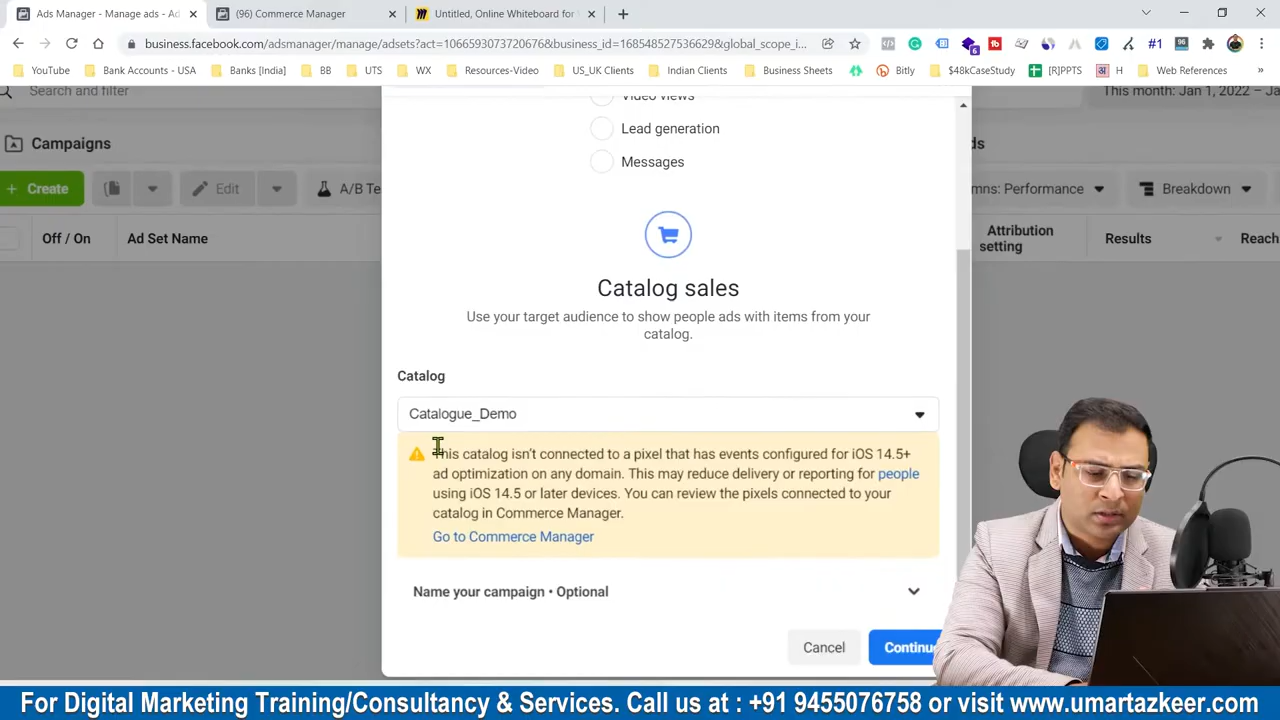 Ads Manager - Manage ads - Ad
(96) Commerce Manager
Untitled, Online Whiteboard for
business.facebook.com/
manager/manage/adsets?act=1066559073720676&business_id=168548527536629&global_scope_i...
#1
96
YouTube
Bank Accounts - USA
Banks [India]
BB
UTS
WX
Resources-Video
US_UK Clients
Indian Clients
Business Sheets
Bitly
$48kCaseStudy
[R]PPTS
H
Web References
Search and filter
This month: Jan 1, 2022 –
Video views
Campaigns
Lead generation
Messages
Create
Edit
A/B Te
mns: Performance
Breakdown
Off / On
Ad Set Name
Attribution
setting
Results
Reach
Catalog sales
Use your target audience to show people ads with items from your
catalog.
Catalog
Catalogue_Demo
This catalog isn't connected to a pixel that has events configured for iOS 14.5+
ad optimization on any domain. This may reduce delivery or reporting for people
using iOS 14.5 or later devices. You can review the pixels connected to your
catalog in Commerce Manager.
Go to Commerce Manager
Name your campaign • Optional
Cancel
Continue
For Digital Marketing Training/Consultancy & Services. Call us at : +91 9455076758 or visit www.umartazkeer.com